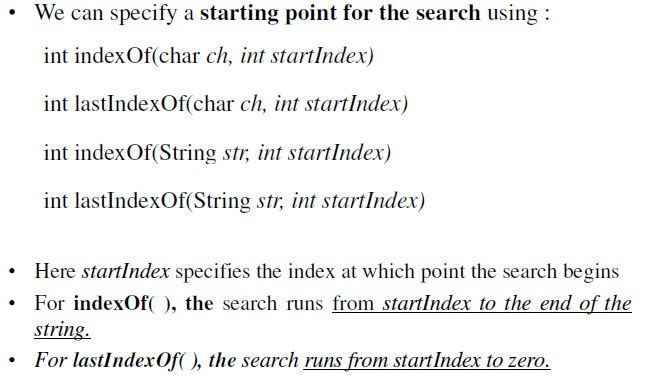 • We can specify a starting point for the search using :
int indexOf(char ch, int startIndex)
int lastIndexOf(char ch, int startIndex)
int indexOf(String str, int startIndex)
int lastIndexOf(String str, int startIndex)
• Here startIndex specifies the index at which point the search begins
• For indexOf( ), the search runs from startIndex to the end of the
string.
• For lastIndexOf( ), the search runs from startIndex to zero.